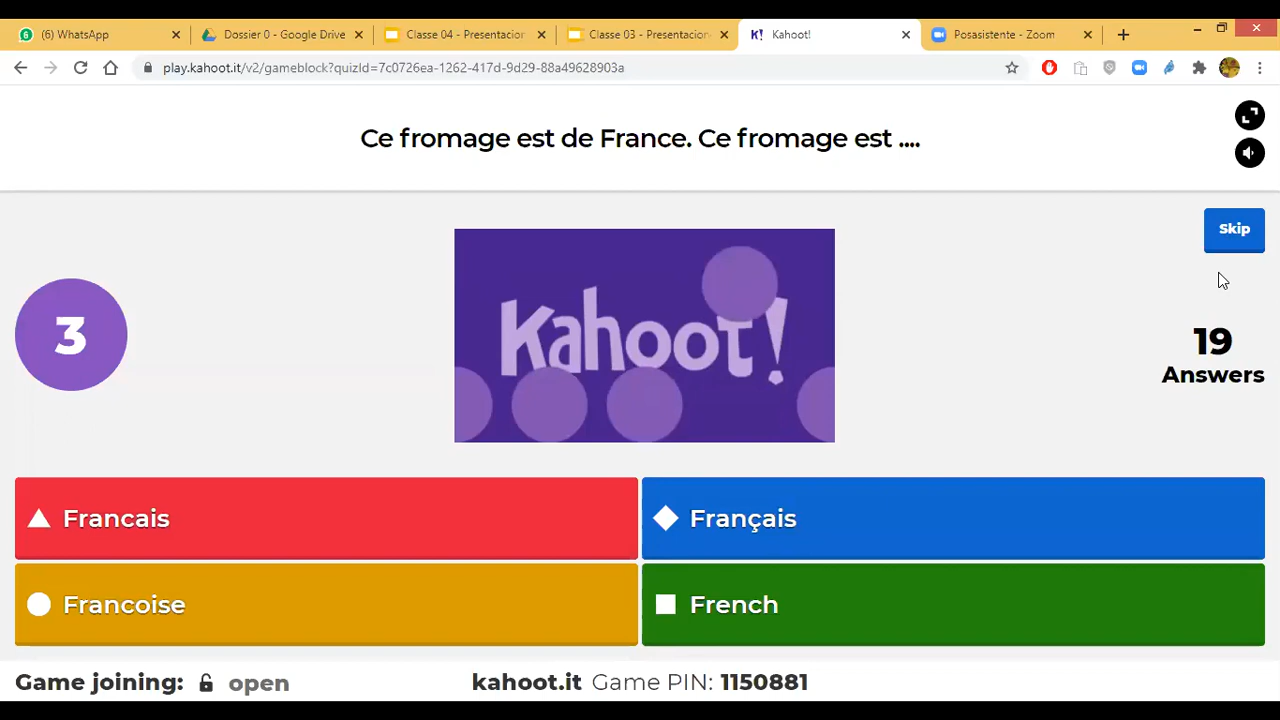 6
(6) WhatsApp
Dossier 0 - Google Drive
Classe 04 - Presentacion
Classe 03 - Presentacion
K! Kahoot!
Posasistente - Zoom
play.kahoot.it/v2/gameblock?quizId=7c0726ea-1262-417d-9d29-88a49628903a
Ce fromage est de France. Ce fromage est ....
Skip
3
Kahoot!
19
Answers
Francais
Français
Francoise
French
Game joining: open
kahoot.it Game PIN: 1150881